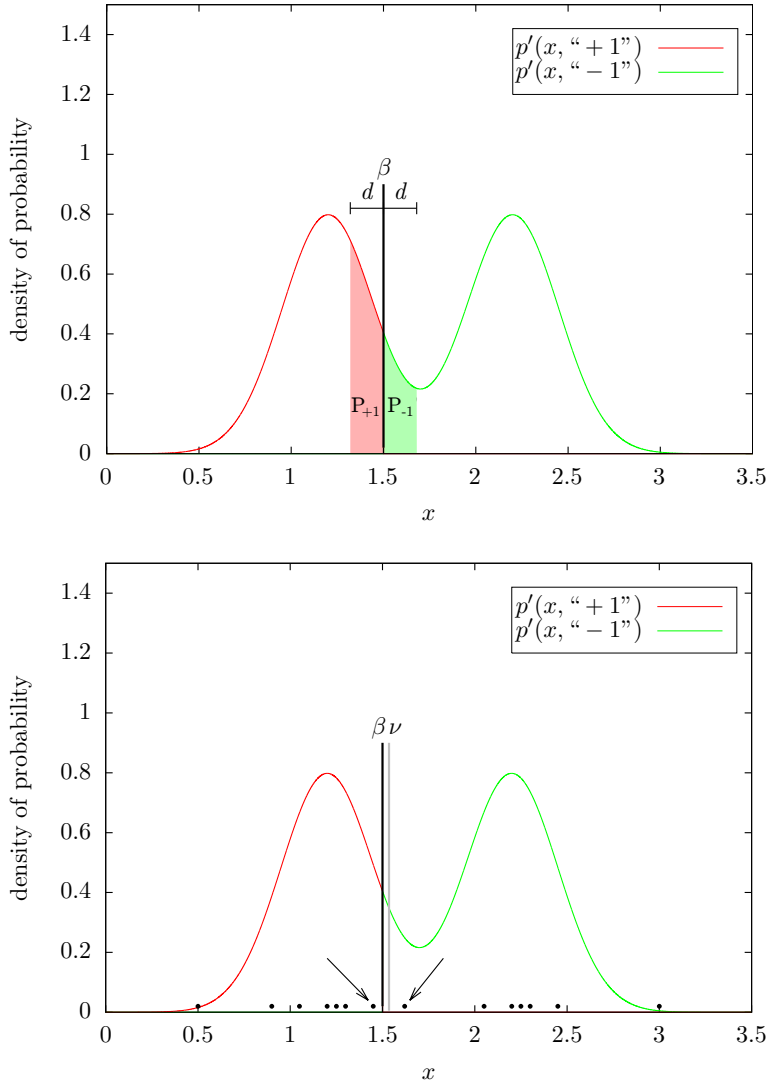 1.4
1.2
1
0.8
0.6
0.4
0.2
0
density of probability
p′(x, “ + 1”)
p′(x, “ − 1”)
β
d d
P+1 P-1
0 0.5 1 1.5 2 2.5 3 3.5
x
1.4
1.2
1
0.8
0.6
0.4
0.2
0
density of probability
p′(x, “ + 1”)
p′(x, “ − 1”)
β ν
0 0.5 1 1.5 2 2.5 3 3.5
x